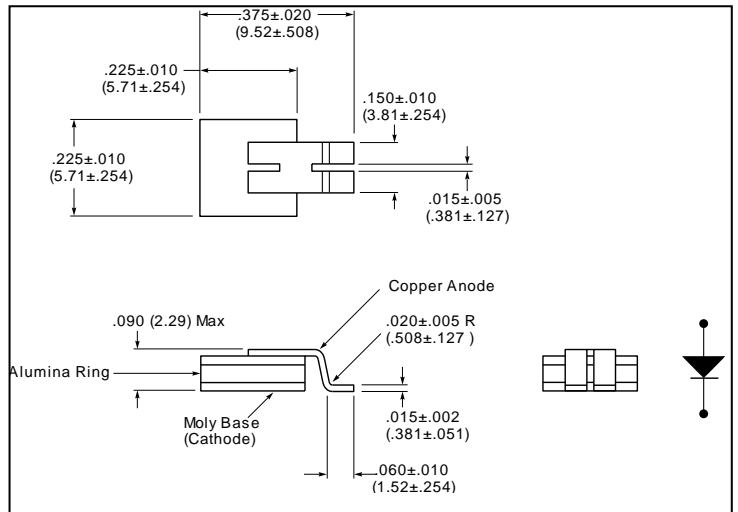 .375±.020
(9.52±.508)
.225±.010
(5.71±.254)
.150±.010
(3.81±.254)
.225±.010
(5.71±.254)
.015±.005
(.381±.127)
Copper Anode
.090 (2.29) Max
.020±.005 R
(.508±.127 )
Alumina Ring
Moly Base
(Cathode)
.015±.002
(.381±.051)
.060±.010
(1.52±.254)